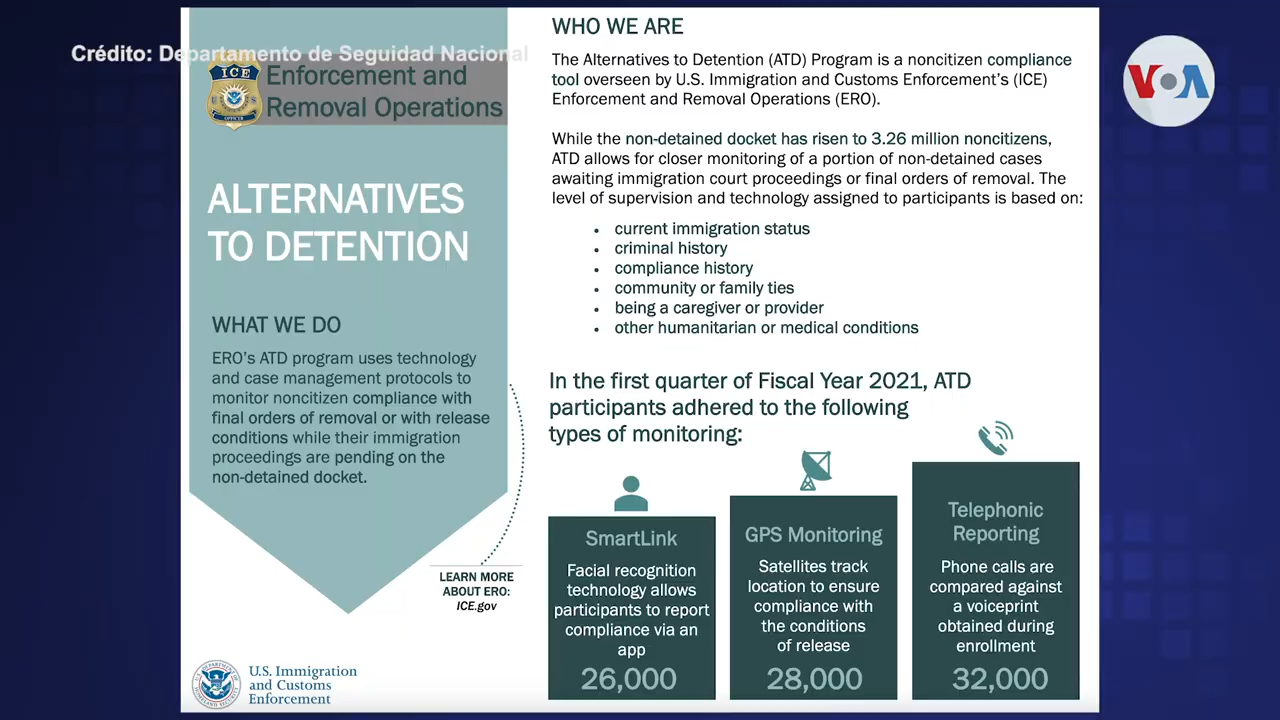 Crédito: Departamento de Seguidad Nacional
ICE
OFFICER
Enforcement and
Removal Operations
ALTERNATIVES
TO DETENTION
WHAT WE DO
ERO's ATD program uses technology
and case management protocols to
monitor noncitizen compliance with
final orders of removal or with release
conditions while their immigration
proceedings are pending on the
non-detained docket.
LEARN MORE
ABOUT ERO:
ICE.gov
U.S. Immigration
and Customs
Enforcement
WHO WE ARE
The Alternatives to Detention (ATD) Program is a noncitizen compliance
tool overseen by U.S. Immigration and Customs Enforcement's (ICE)
Enforcement and Removal Operations (ERO).
While the non-detained docket has risen to 3.26 million noncitizens,
ATD allows for closer monitoring of a portion of non-detained cases
awaiting immigration court proceedings or final orders of removal. The
level of supervision and technology assigned to participants is based on:
• current immigration status
• criminal history
• compliance history
• community or family ties
• being a caregiver or provider
• other humanitarian or medical conditions
In the first quarter of Fiscal Year 2021, ATD
participants adhered to the following
types of monitoring:
SmartLink
Facial recognition
technology allows
participants to report
compliance via an
app
26,000
GPS Monitoring
Satellites track
location to ensure
compliance with
the conditions
of release
28,000
Telephonic
Reporting
Phone calls are
compared against
a voiceprint
obtained during
enrollment
32,000
VOA